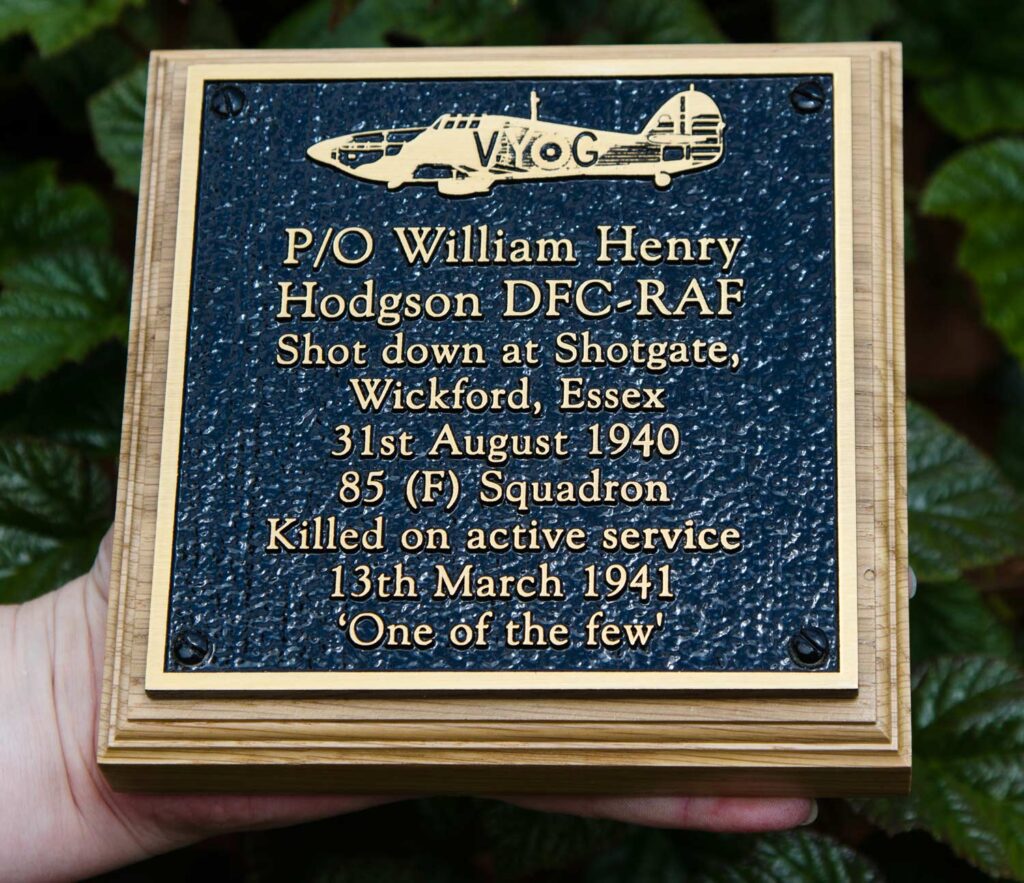 VY G
P/O William Henry
Hodgson DFC-RAF
Shot down at Shotgate,
Wickford, Essex
31st August 1940
85 (F) Squadron
Killed on active service
13th March 1941
‘One of the few'